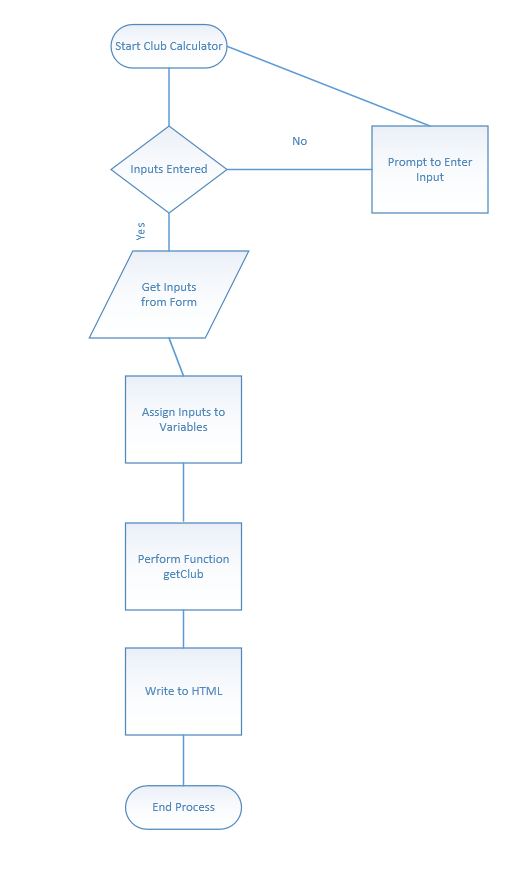 Start Club Calculator
No
Inputs Entered
Prompt to Enter
Input
Yes
Get Inputs
from Form
Assign Inputs to
Variables
Perform Function
getClub
Write to HTML
End Process